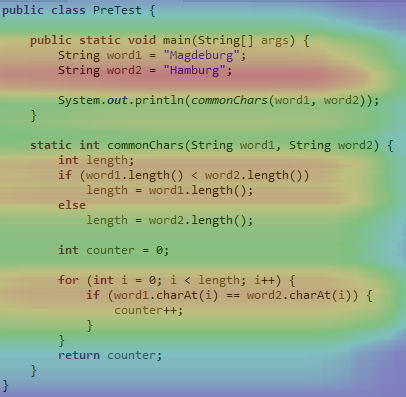 public class PreTest {
    public static void main(String[] args) {
        String word1 = "Magdeburg";
        String word2 = "Hamburg";
        System.out.println(commonChars(word1, word2));
    }
    static int commonChars(String word1, String word2) {
        int length;
        if (word1.length() < word2.length())
            length = word1.length();
        else
            length = word2.length();
        int counter = 0;
        for (int i = 0; i < length; i++) {
            if (word1.charAt(i) == word2.charAt(i)) {
                counter++;
            }
        }
        return counter;
    }
}